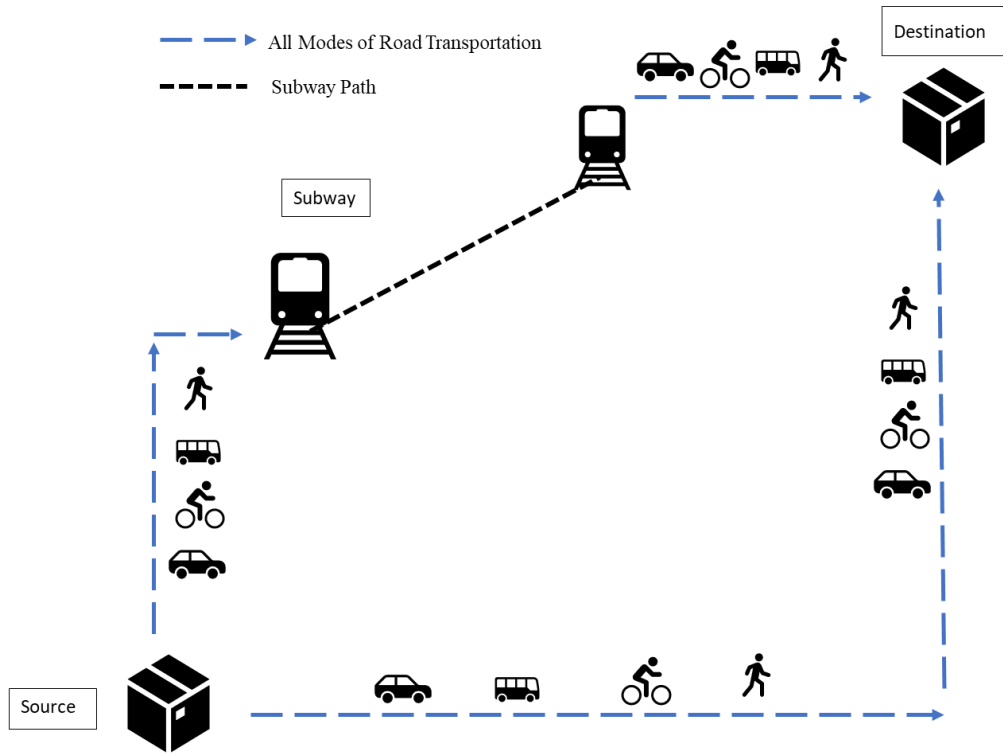 All Modes of Road Transportation
Subway Path
Destination
Subway
Source